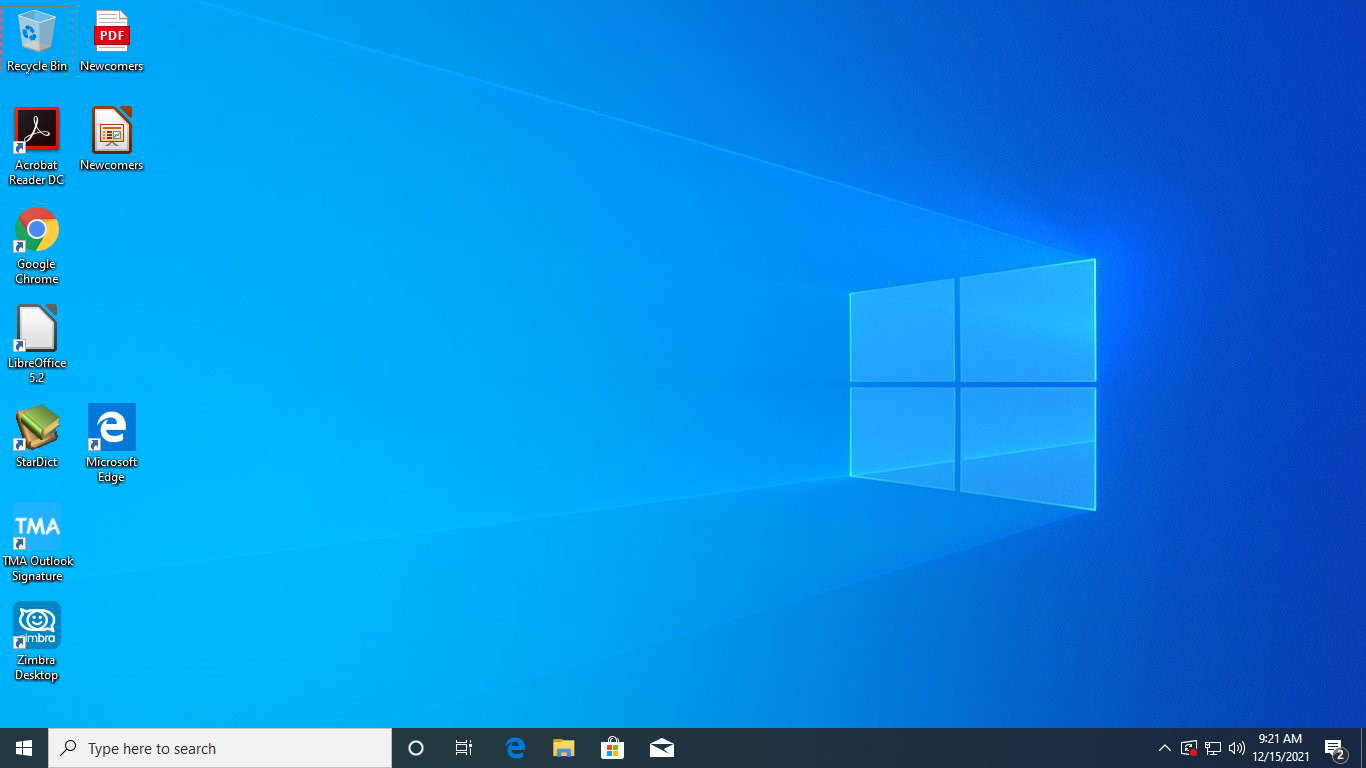 Recycle Bin
PDF
Newcomers
Acrobat
Reader DC
Newcomers
Google
Chrome
LibreOffice
5.2
StarDict
Microsoft
Edge
TMA
TMA Outlook
Signature
zimbra
Zimbra
Desktop
Type here to search
9:21 AM
12/15/2021
2